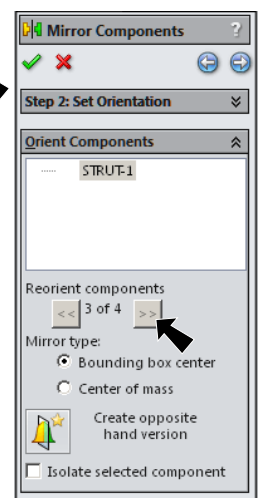 Mirror Components ?
Step 2: Set Orientation
Orient Components
STRUT-1
Reorient components
<< 3 of 4 >>
Mirror type:
Bounding box center
Center of mass
Create opposite
hand version
Isolate selected component